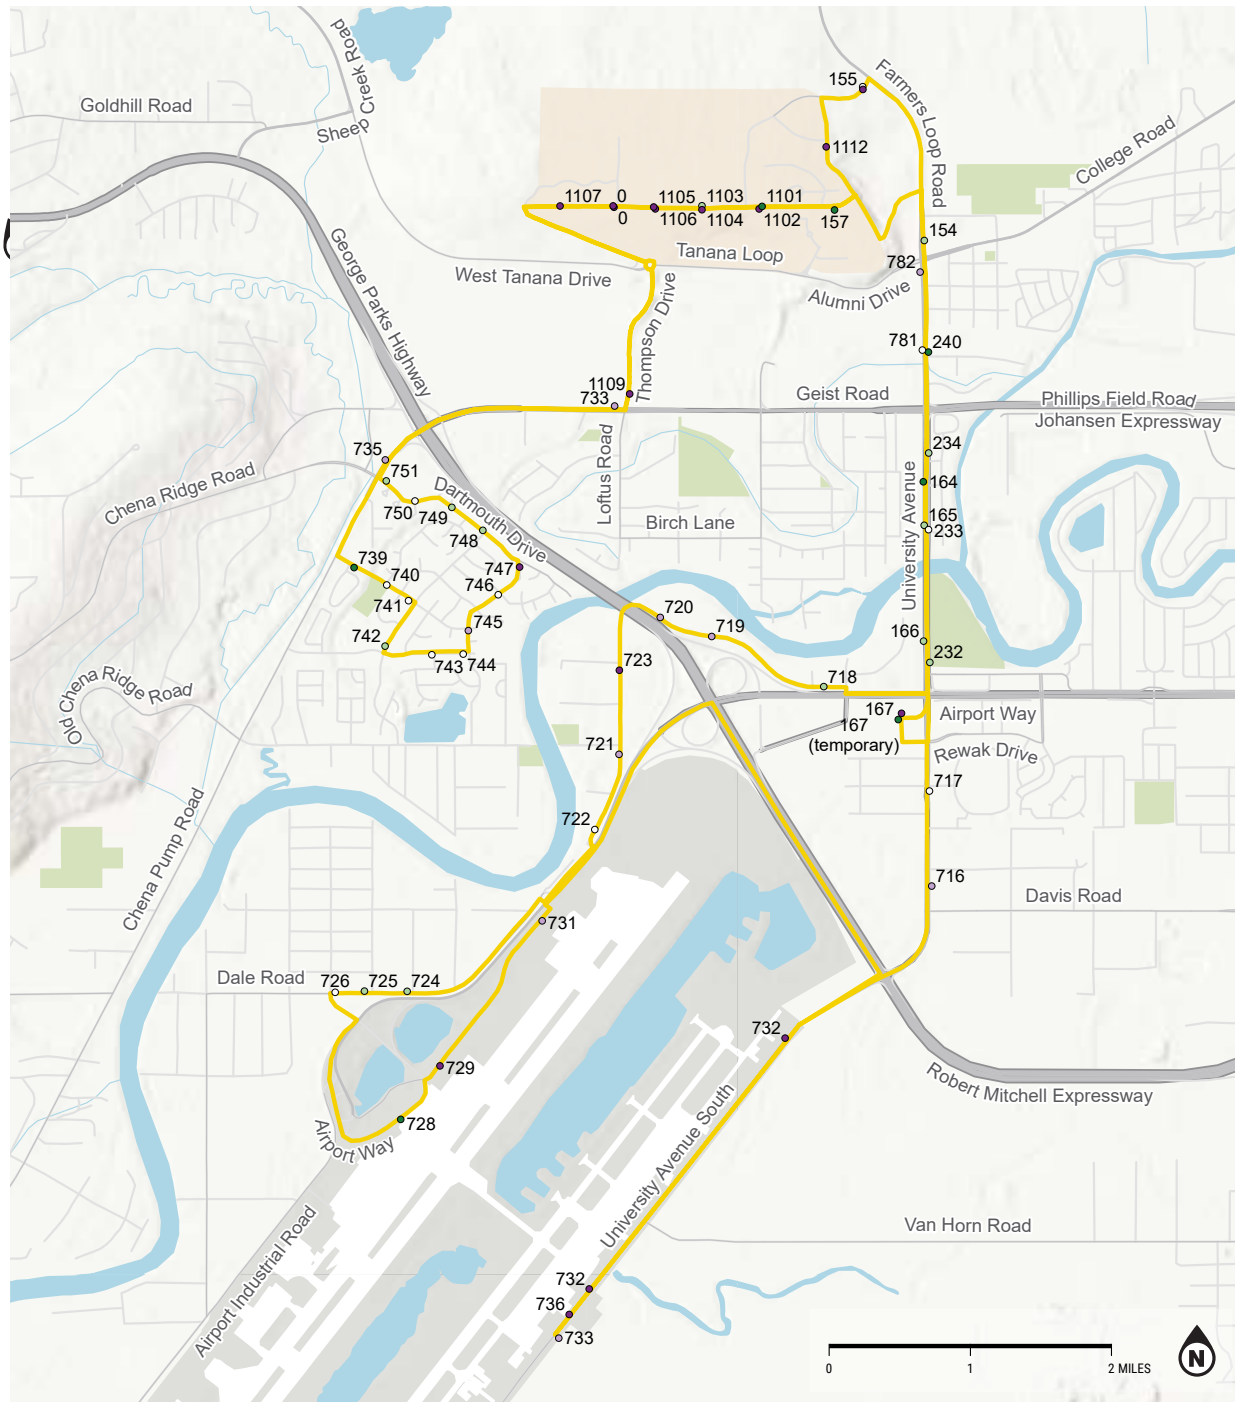 155
Farmers Loop Road
Goldhill Road
Sheep Creek Road
College Road
1112
1107
0
1105
1103
1101
0
1106
1104
1102
157
154
Tanana Loop
782
West Tanana Drive
Alumni Drive
George Parks Highway
Thompson Drive
781
240
1109
733
Geist Road
Phillips Field Road
Johansen Expressway
735
751
234
Chena Ridge Road
Dartmouth Drive
Loftus Road
University Avenue
164
750
749
748
Birch Lane
165
233
739
740
747
746
741
720
719
742
745
166
743
744
232
723
718
Old Chena Ridge Road
167
Airport Way
167
(temporary)
721
Rewak Drive
717
722
Chena Pump Road
716
Davis Road
731
Dale Road
726
725
724
732
729
Robert Mitchell Expressway
728
Airport Way
University Avenue South
Van Horn Road
Airport Industrial Road
732
736
733
N
0
1
2 MILES